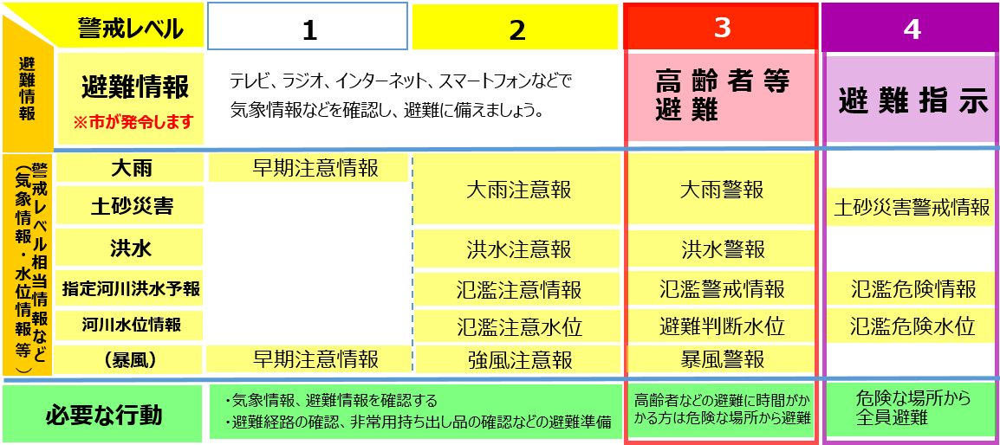 警戒レベル
1
2
3
4
避難情報
避難情報
※市が発令します
テレビ、ラジオ、インターネット、スマートフォンなどで
気象情報などを確認し、避難に備えましょう。
高齢者等
避難
避難指示
警戒レベル相当情報など
（気象情報・水位情報等）
大雨
早期注意情報
大雨注意報
大雨警報
土砂災害
土砂災害警戒情報
洪水
洪水注意報
洪水警報
指定河川洪水予報
氾濫注意情報
氾濫警戒情報
氾濫危険情報
河川水位情報
氾濫注意水位
避難判断水位
氾濫危険水位
（暴風）
早期注意情報
強風注意報
暴風警報
必要な行動
・気象情報、避難情報を確認する
・避難経路の確認、非常用持ち出し品の確認などの避難準備
高齢者などの避難に時間がか
かる方は危険な場所から避難
危険な場所から
全員避難